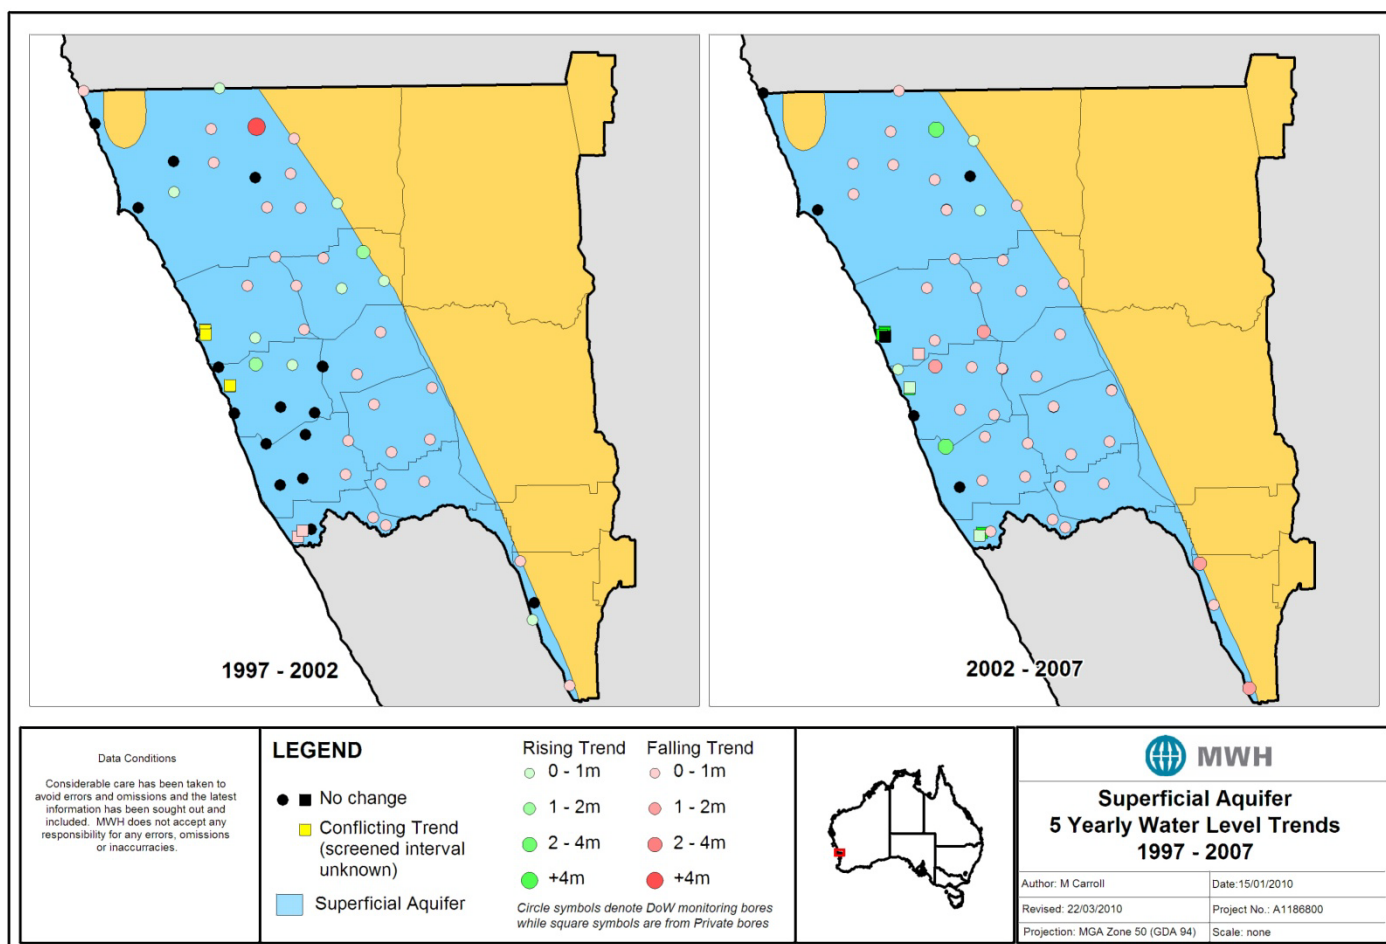 1997 - 2002
2002 - 2007
Data Conditions
Considerable care has been taken to
avoid errors and omissions and the latest
information has been sought out and
included. MWH does not accept any
responsibility for any errors, omissions
or inaccurracies.
LEGEND
No change
Conflicting Trend
(screened interval
unknown)
Superficial Aquifer
Rising Trend
0 - 1m
1 - 2m
2 - 4m
+4m
Falling Trend
0 - 1m
1 - 2m
2 - 4m
+4m
Circle symbols denote DoW monitoring bores
while square symbols are from Private bores
MWH
Superficial Aquifer
5 Yearly Water Level Trends
1997 - 2007
Author: M Carroll
Date:15/01/2010
Revised: 22/03/2010
Project No.: A1186800
Projection: MGA Zone 50 (GDA 94)
Scale: none